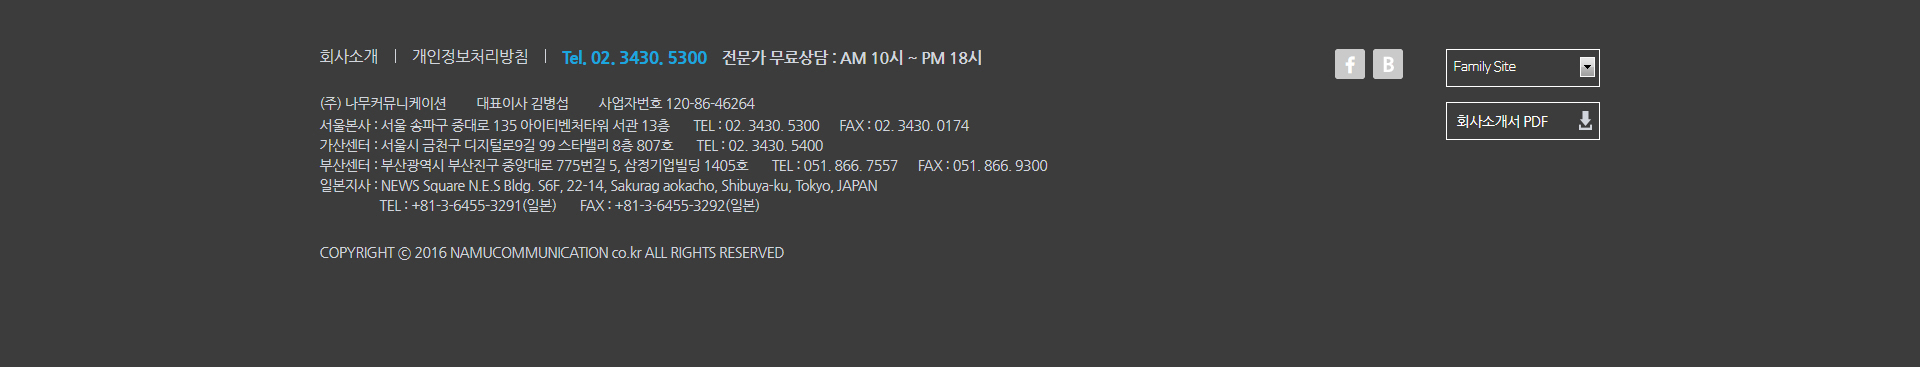 회사소개 | 개인정보처리방침 | Tel. 02. 3430. 5300 전문가 무료상담 : AM 10시 ~ PM 18시
f B
Family Site
(주) 나무커뮤니케이션 대표이사 김병섭 사업자번호 120-86-46264
회사소개서 PDF
서울본사 : 서울 송파구 중대로 135 아이티벤처타워 서관 13층 TEL : 02. 3430. 5300 FAX : 02. 3430. 0174
가산센터 : 서울시 금천구 디지털로9길 99 스타밸리 8층 807호 TEL : 02. 3430. 5400
부산센터 : 부산광역시 부산진구 중앙대로 775번길 5, 삼정기업빌딩 1405호 TEL : 051. 866. 7557 FAX : 051. 866. 9300
일본지사 : NEWS Square N.E.S Bldg. S6F, 22-14, Sakurag aokacho, Shibuya-ku, Tokyo, JAPAN
TEL : +81-3-6455-3291(일본) FAX : +81-3-6455-3292(일본)
COPYRIGHT ⓒ 2016 NAMUCOMMUNICATION co.kr ALL RIGHTS RESERVED